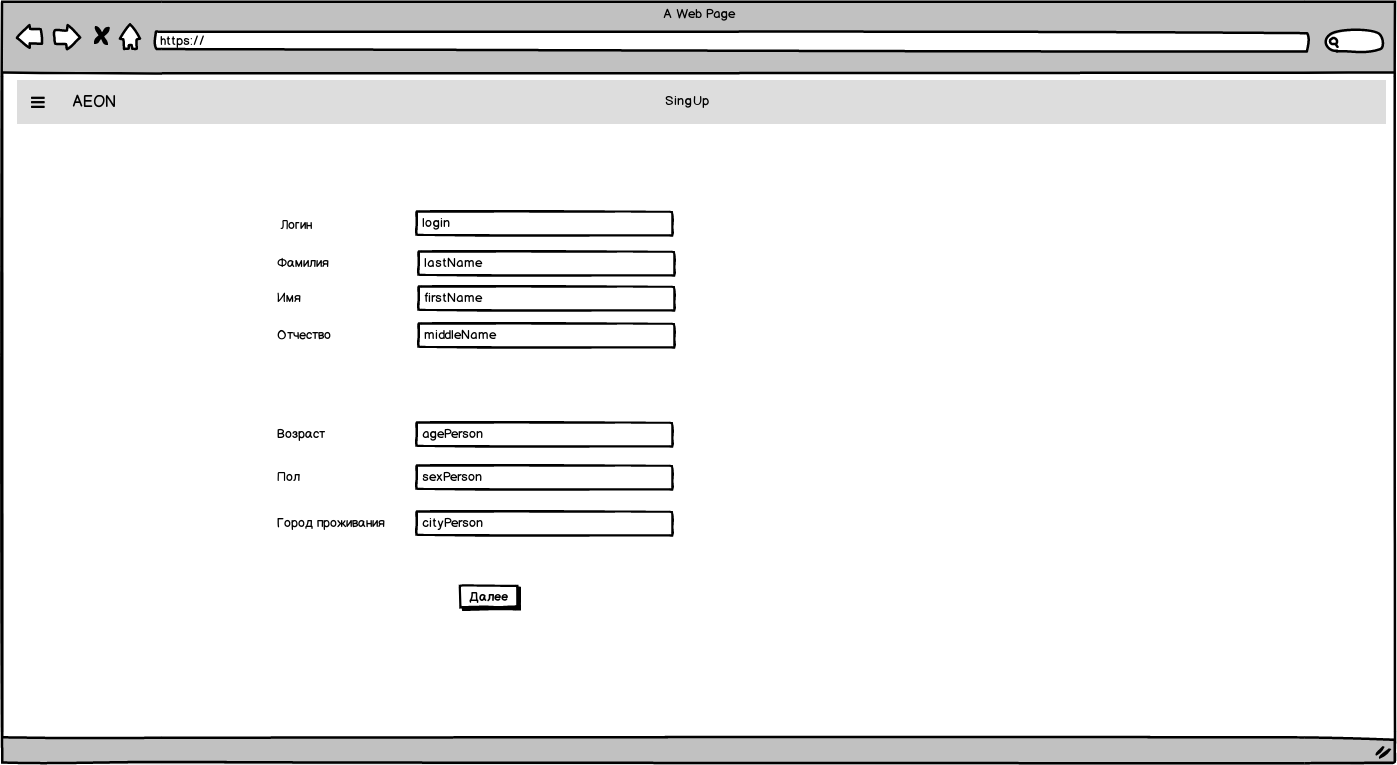 A Web Page
https://
AEON
SingUp
Логин
login
Фамилия
lastName
Имя
firstName
Отчество
middleName
Возраст
agePerson
Пол
sexPerson
Город проживания
cityPerson
Далее